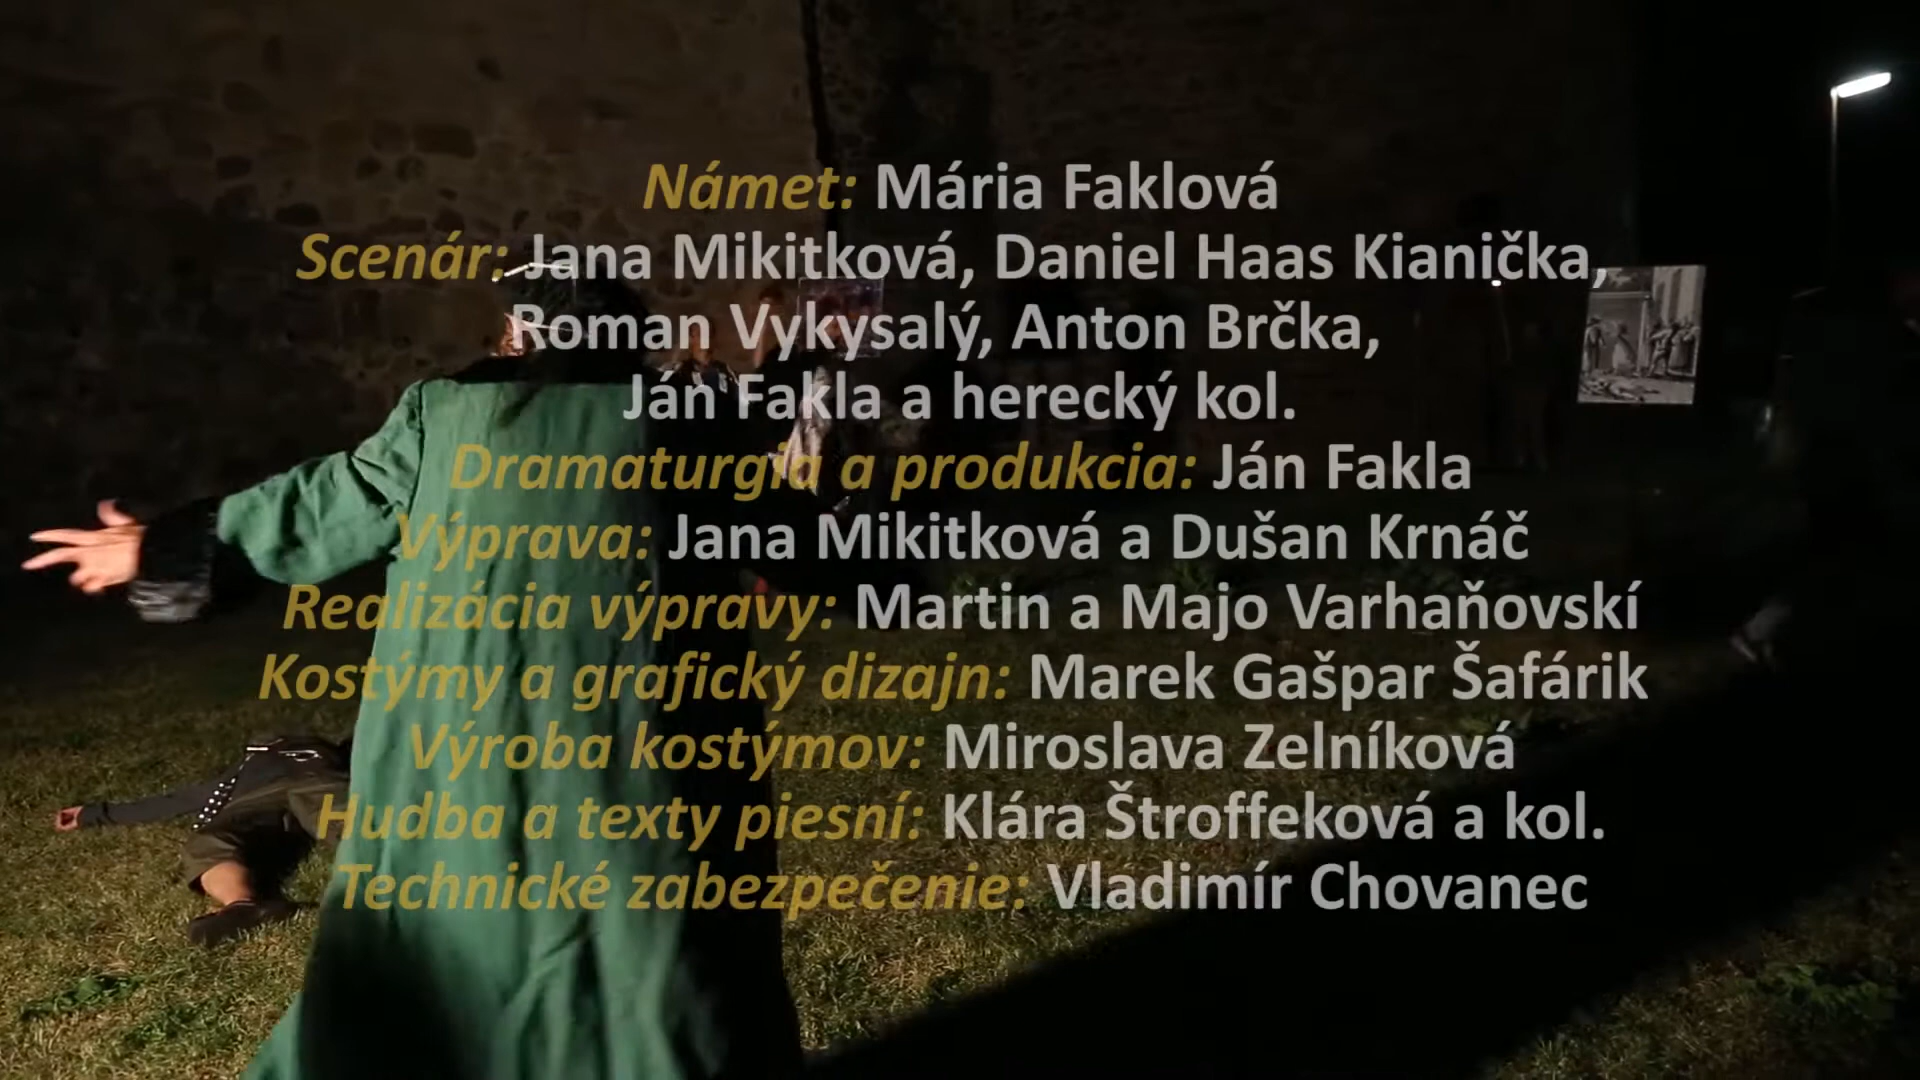 Námet: Mária Faklová
Scenár: Jana Mikitková, Daniel Haas Kianička,
Roman Vykysalý, Anton Brčka,
Ján Fakla a herecký kol.
Dramaturgia a produkcia: Ján Fakla
Výprava: Jana Mikitková a Dušan Krnáč
Realizácia výpravy: Martin a Majo Varhaňovskí
Kostýmy a grafický dizajn: Marek Gašpar Šafárik
Výroba kostýmov: Miroslava Zelníková
Hudba a texty piesní: Klára Štroffeková a kol.
Technické zabezpečenie: Vladimír Chovanec